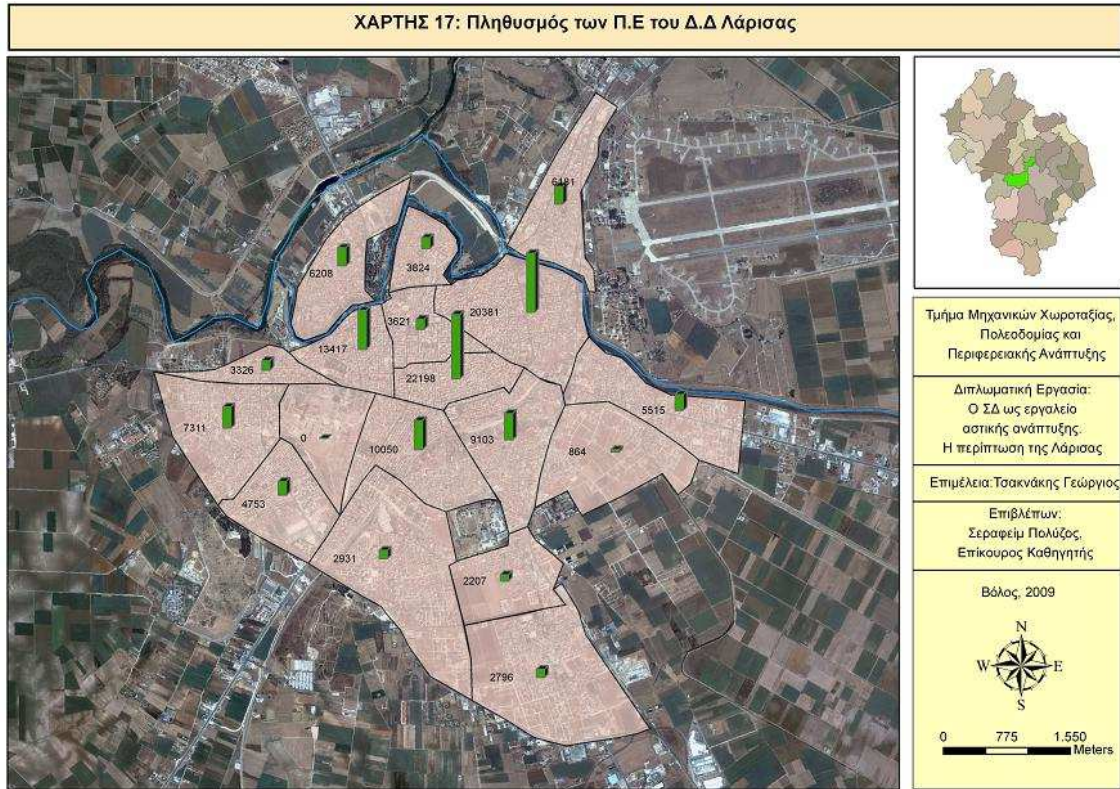 ΧΑΡΤΗΣ 17: Πληθυσμός των Π.Ε του Δ.Δ Λάρισας
6181
6208
3624
20381
3621
13417
22198
3326
5515
7311
0
10050
9103
864
4753
2931
2207
2796
Τμήμα Μηχανικών Χωροταξίας,
Πολεοδομίας και
Περιφερειακής Ανάπτυξης
Διπλωματική Εργασία:
Ο ΣΔ ως εργαλείο
αστικής ανάπτυξης.
Η περίπτωση της Λάρισας
Επιμέλεια:Τσακνάκης Γεώργιος
Επιβλέπων:
Σεραφείμ Πολύζος,
Επίκουρος Καθηγητής
Βόλος, 2009
N
W E
S
0 775 1.550
Meters